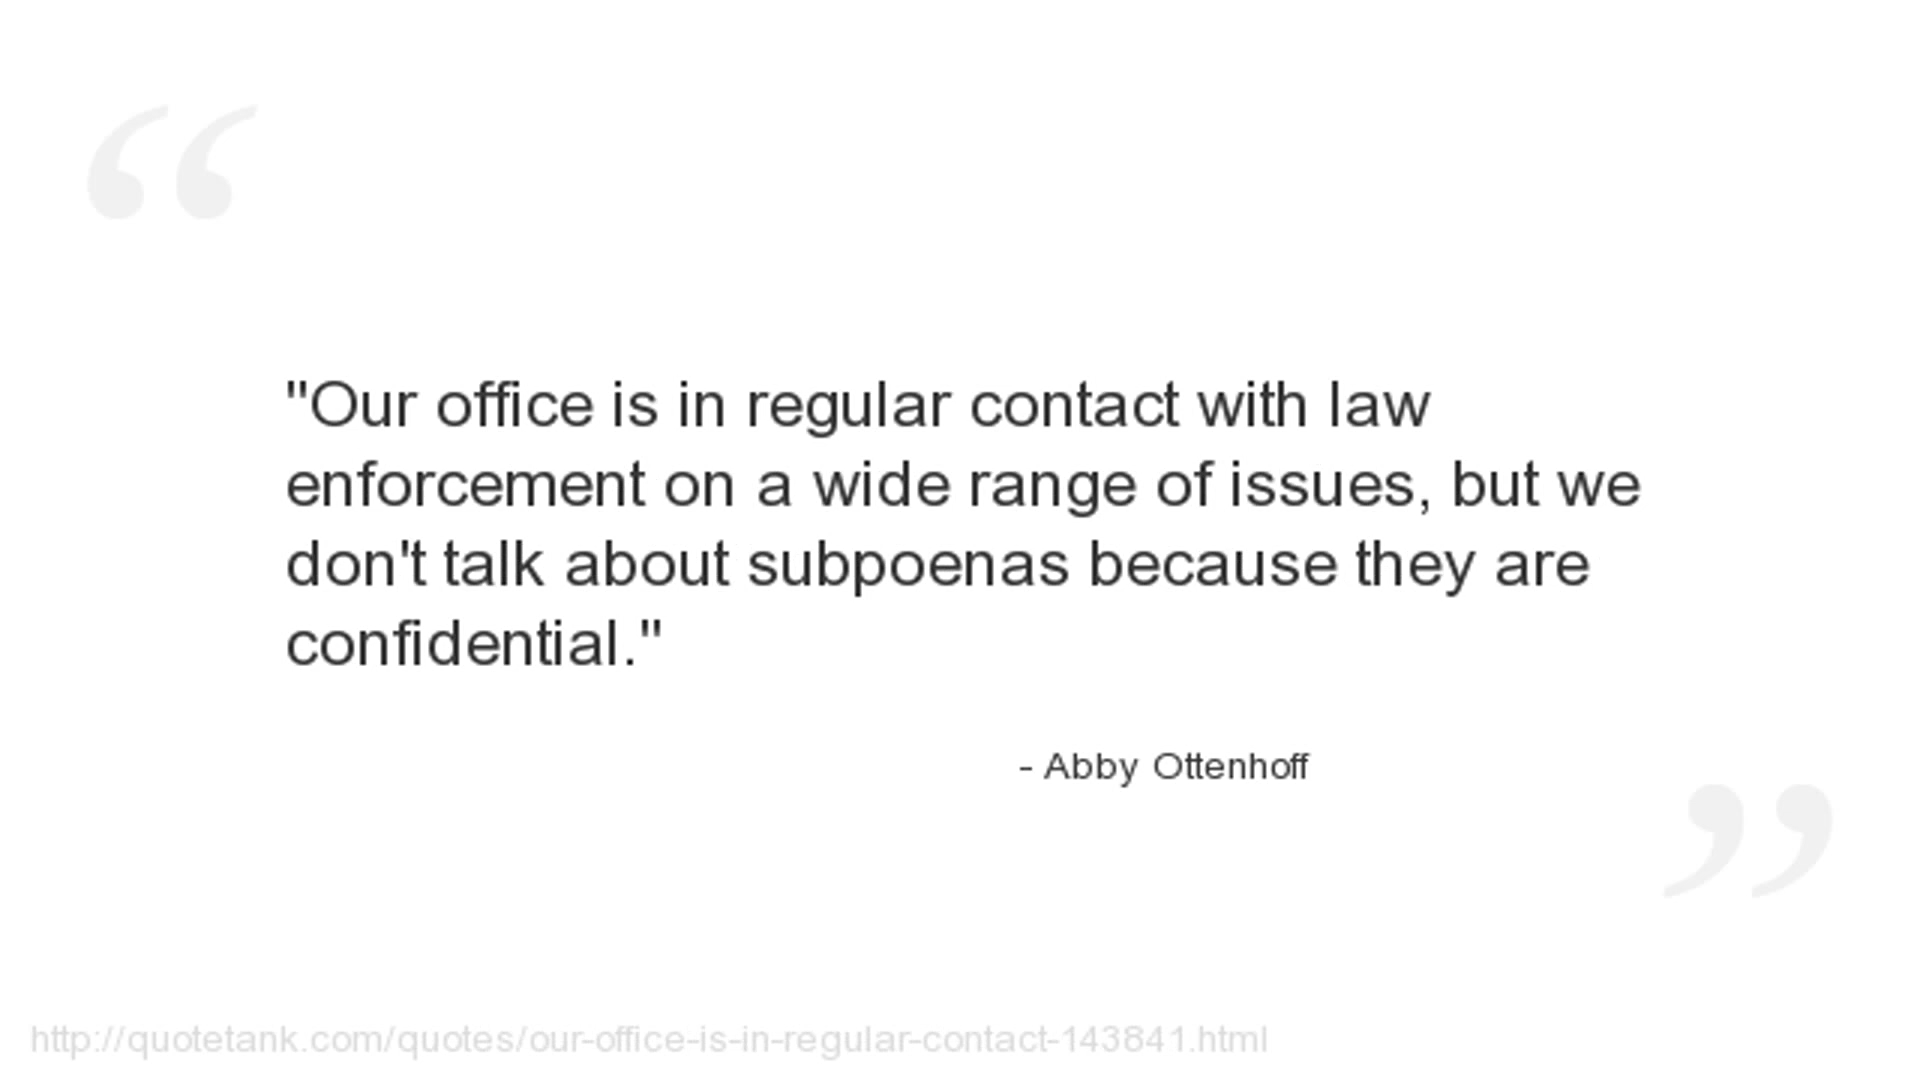 "Our office is in regular contact with law
enforcement on a wide range of issues, but we
don't talk about subpoenas because they are
confidential."
- Abby Ottenhoff
http://quotetank.com/quotes/our-office-is-in-regular-contact-143841.html